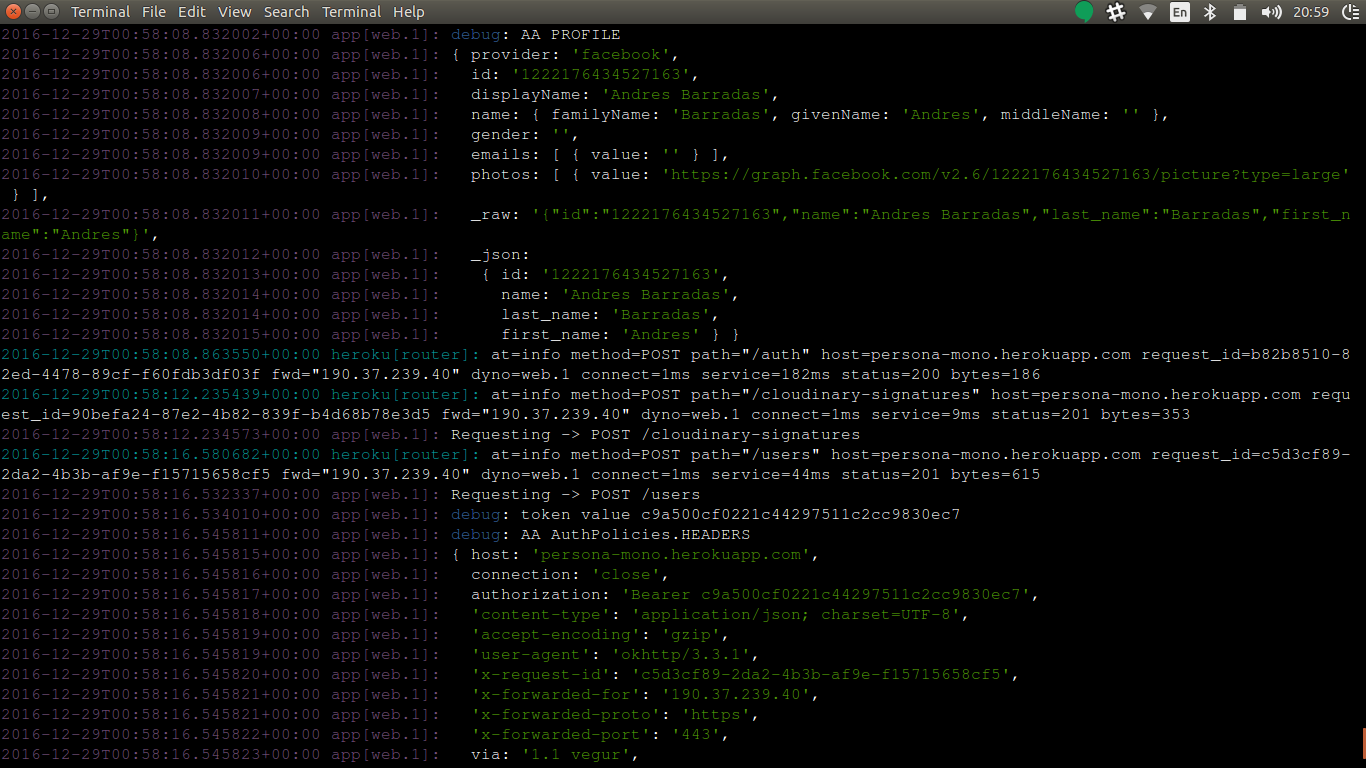 Terminal File Edit View Search Terminal Help En 20:59
2016-12-29T00:58:08.832002+00:00 app[web.1]: debug: AA PROFILE
2016-12-29T00:58:08.832006+00:00 app[web.1]: { provider: 'facebook',
2016-12-29T00:58:08.832006+00:00 app[web.1]:   id: '1222176434527163',
2016-12-29T00:58:08.832007+00:00 app[web.1]:   displayName: 'Andres Barradas',
2016-12-29T00:58:08.832008+00:00 app[web.1]:   name: { familyName: 'Barradas', givenName: 'Andres', middleName: '' },
2016-12-29T00:58:08.832009+00:00 app[web.1]:   gender: '',
2016-12-29T00:58:08.832009+00:00 app[web.1]:   emails: [ { value: '' } ],
2016-12-29T00:58:08.832010+00:00 app[web.1]:   photos: [ { value: 'https://graph.facebook.com/v2.6/1222176434527163/picture?type=large'
 } ],
2016-12-29T00:58:08.832011+00:00 app[web.1]:   _raw: '{"id":"1222176434527163","name":"Andres Barradas","last_name":"Barradas","first_n
ame":"Andres"}',
2016-12-29T00:58:08.832012+00:00 app[web.1]:   _json:
2016-12-29T00:58:08.832013+00:00 app[web.1]:    { id: '1222176434527163',
2016-12-29T00:58:08.832014+00:00 app[web.1]:      name: 'Andres Barradas',
2016-12-29T00:58:08.832014+00:00 app[web.1]:      last_name: 'Barradas',
2016-12-29T00:58:08.832015+00:00 app[web.1]:      first_name: 'Andres' } }
2016-12-29T00:58:08.863550+00:00 heroku[router]: at=info method=POST path="/auth" host=persona-mono.herokuapp.com request_id=b82b8510-8
2ed-4478-89cf-f60fdb3df03f fwd="190.37.239.40" dyno=web.1 connect=1ms service=182ms status=200 bytes=186
2016-12-29T00:58:12.235439+00:00 heroku[router]: at=info method=POST path="/cloudinary-signatures" host=persona-mono.herokuapp.com requ
est_id=90befa24-87e2-4b82-839f-b4d68b78e3d5 fwd="190.37.239.40" dyno=web.1 connect=1ms service=9ms status=201 bytes=353
2016-12-29T00:58:12.234573+00:00 app[web.1]: Requesting -> POST /cloudinary-signatures
2016-12-29T00:58:16.580682+00:00 heroku[router]: at=info method=POST path="/users" host=persona-mono.herokuapp.com request_id=c5d3cf89-
2da2-4b3b-af9e-f15715658cf5 fwd="190.37.239.40" dyno=web.1 connect=1ms service=44ms status=201 bytes=615
2016-12-29T00:58:16.532337+00:00 app[web.1]: Requesting -> POST /users
2016-12-29T00:58:16.534010+00:00 app[web.1]: debug: token value c9a500cf0221c44297511c2cc9830ec7
2016-12-29T00:58:16.545811+00:00 app[web.1]: debug: AA AuthPolicies.HEADERS
2016-12-29T00:58:16.545815+00:00 app[web.1]: { host: 'persona-mono.herokuapp.com',
2016-12-29T00:58:16.545816+00:00 app[web.1]:   connection: 'close',
2016-12-29T00:58:16.545817+00:00 app[web.1]:   authorization: 'Bearer c9a500cf0221c44297511c2cc9830ec7',
2016-12-29T00:58:16.545818+00:00 app[web.1]:   'content-type': 'application/json; charset=UTF-8',
2016-12-29T00:58:16.545819+00:00 app[web.1]:   'accept-encoding': 'gzip',
2016-12-29T00:58:16.545819+00:00 app[web.1]:   'user-agent': 'okhttp/3.3.1',
2016-12-29T00:58:16.545820+00:00 app[web.1]:   'x-request-id': 'c5d3cf89-2da2-4b3b-af9e-f15715658cf5',
2016-12-29T00:58:16.545821+00:00 app[web.1]:   'x-forwarded-for': '190.37.239.40',
2016-12-29T00:58:16.545821+00:00 app[web.1]:   'x-forwarded-proto': 'https',
2016-12-29T00:58:16.545822+00:00 app[web.1]:   'x-forwarded-port': '443',
2016-12-29T00:58:16.545823+00:00 app[web.1]:   via: '1.1 vegur',